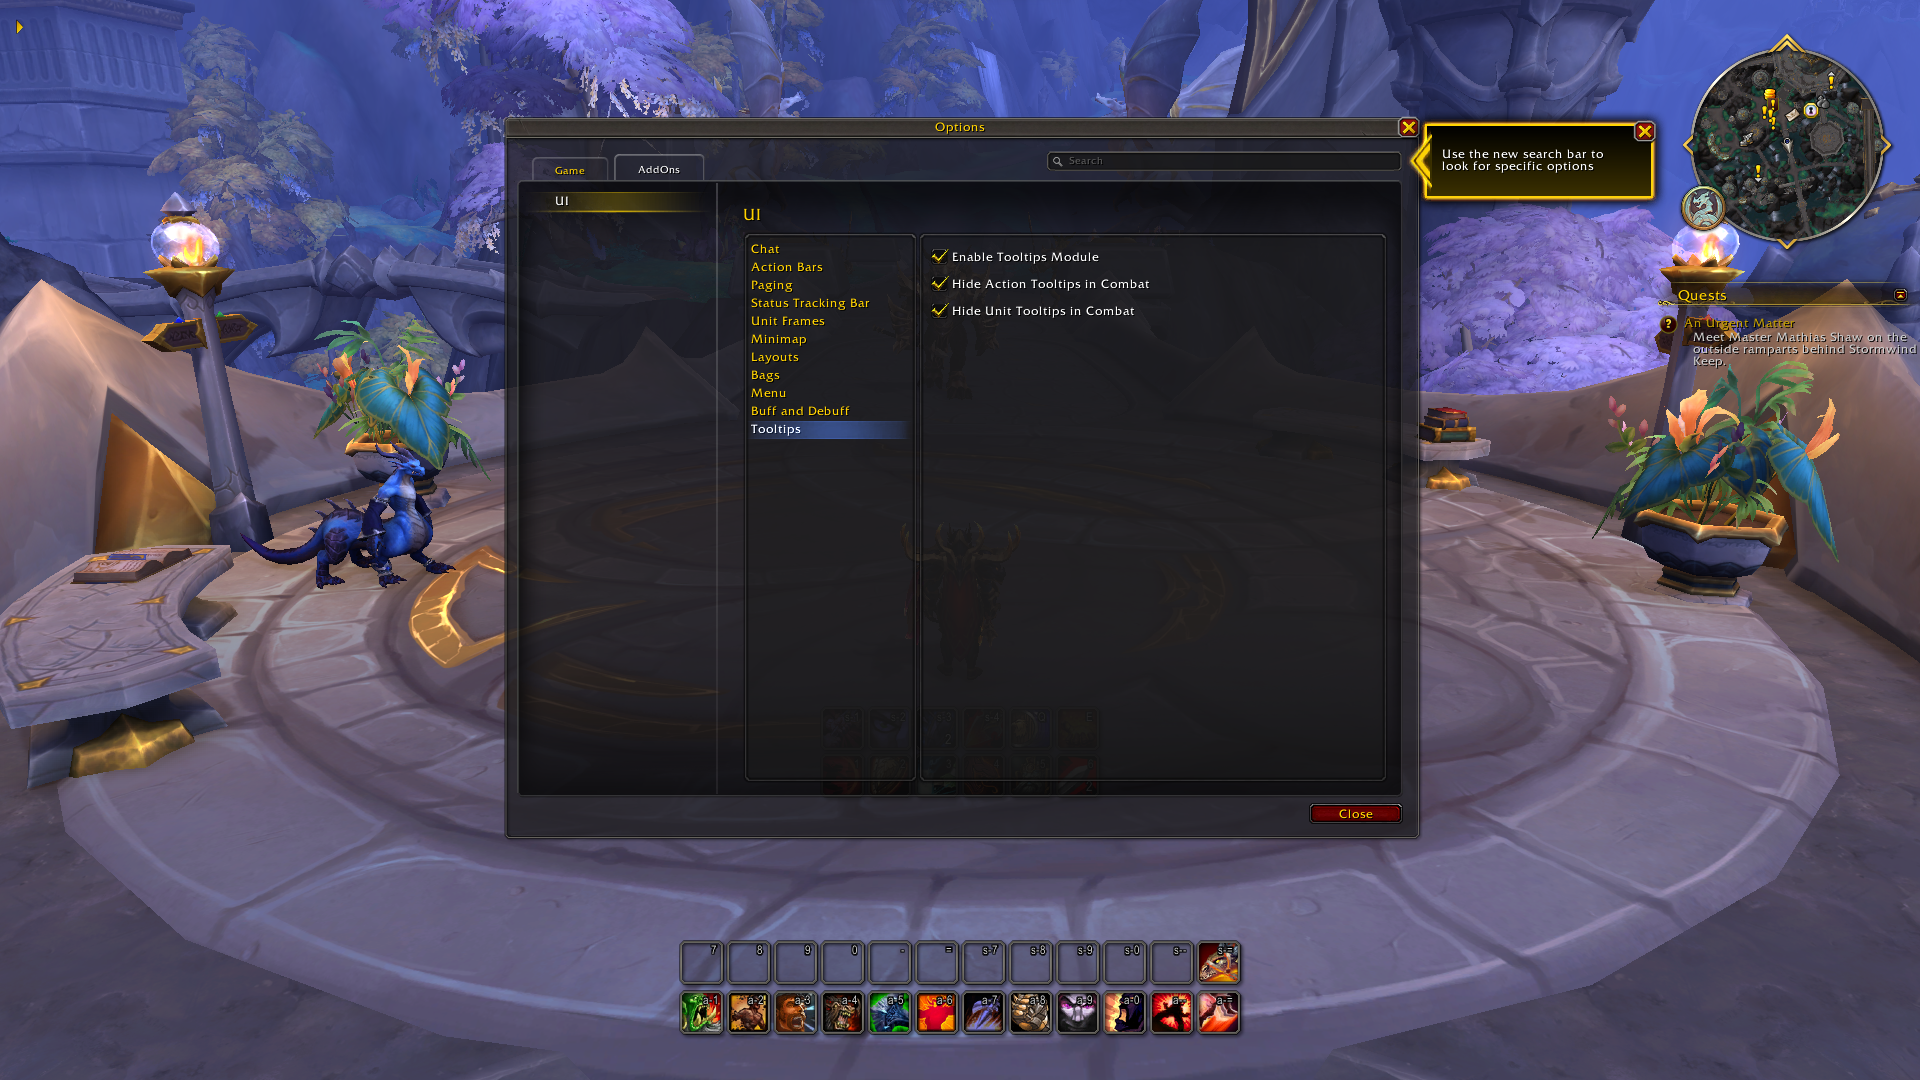 Options
Game
AddOns
Search
Use the new search bar to
look for specific options
UI
UI
Chat
Action Bars
Paging
Status Tracking Bar
Unit Frames
Minimap
Layouts
Bags
Menu
Buff and Debuff
Tooltips
Enable Tooltips Module
Hide Action Tooltips in Combat
Hide Unit Tooltips in Combat
Close
Quests
An Urgent Matter
Meet Master Mathias Shaw on the
outside ramparts behind Stormwind
Keep.
7 8 9 0 - = s-7 s-8 s-9 s-0 s-- s-=
a-1 a-2 a-3 a-4 a-5 a-6 a-7 a-8 a-9 a-0 a-- a-=